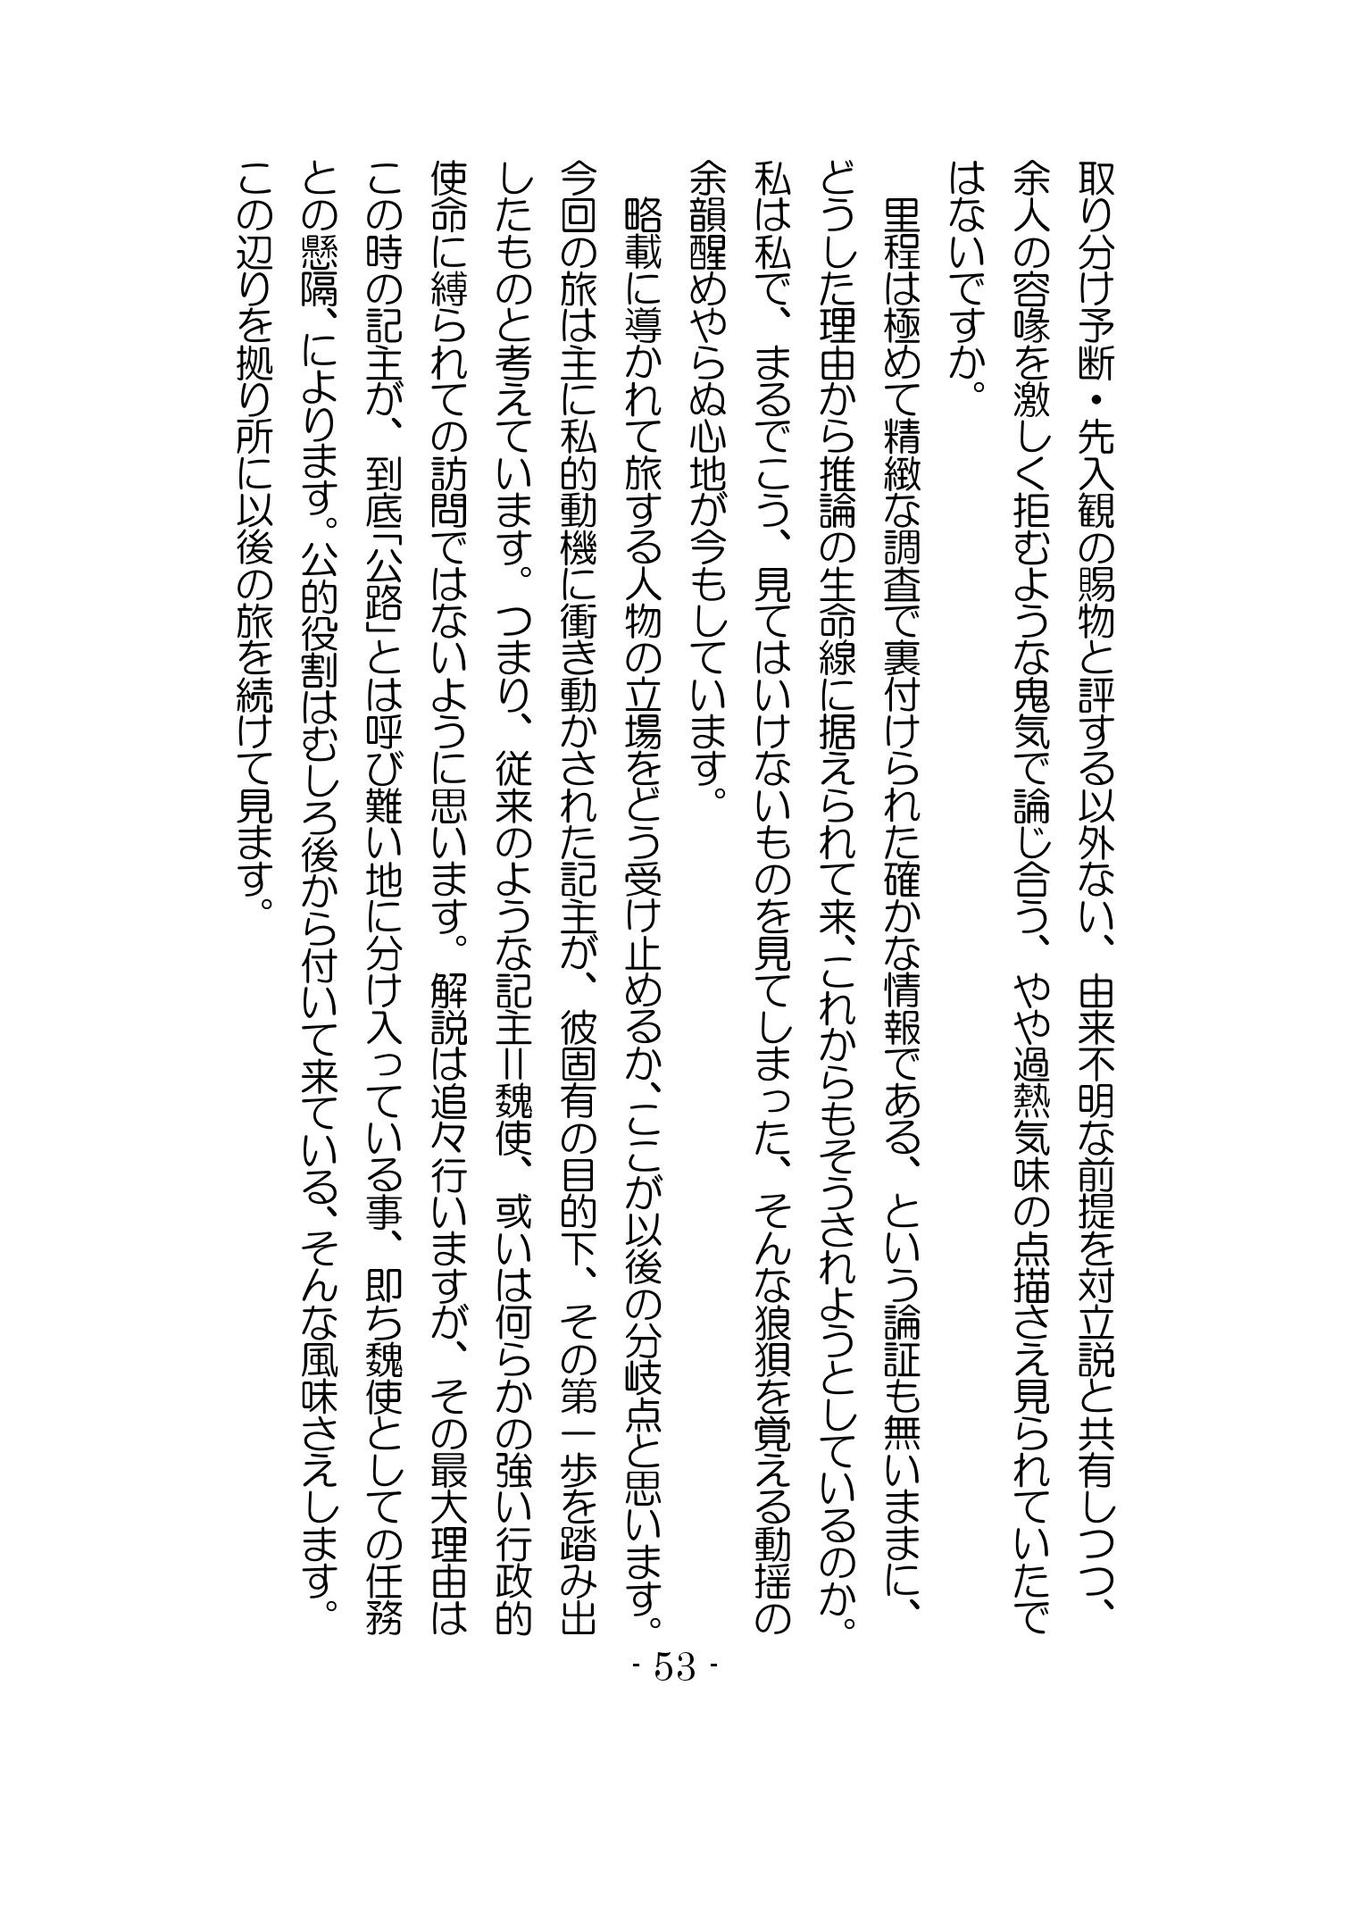 取り分け予断・先入観の賜物と評する以外ない、由来不明な前提を対立説と共有しつつ、
余人の容喙を激しく拒むような鬼気で論じ合う、やや過熱気味の点描さえ見られていたで
はないですか。
　里程は極めて精緻な調査で裏付けられた確かな情報である、という論証も無いままに、
どうした理由から推論の生命線に据えられて来、これからもそうされようとしているのか。
私は私で、まるでこう、見てはいけないものを見てしまった、そんな狼狽を覚える動揺の
余韻醒めやらぬ心地が今もしています。
　略載に導かれて旅する人物の立場をどう受け止めるか、ここが以後の分岐点と思います。
今回の旅は主に私的動機に衝き動かされた記主が、彼固有の目的下、その第一歩を踏み出
したものと考えています。つまり、従来のような記主＝魏使、或いは何らかの強い行政的
使命に縛られての訪問ではないように思います。解説は追々行いますが、その最大理由は
この時の記主が、到底「公路」とは呼び難い地に分け入っている事、即ち魏使としての任務
との懸隔、によります。公的役割はむしろ後から付いて来ている、そんな風味さえします。
この辺りを拠り所に以後の旅を続けて見ます。
- 53 -